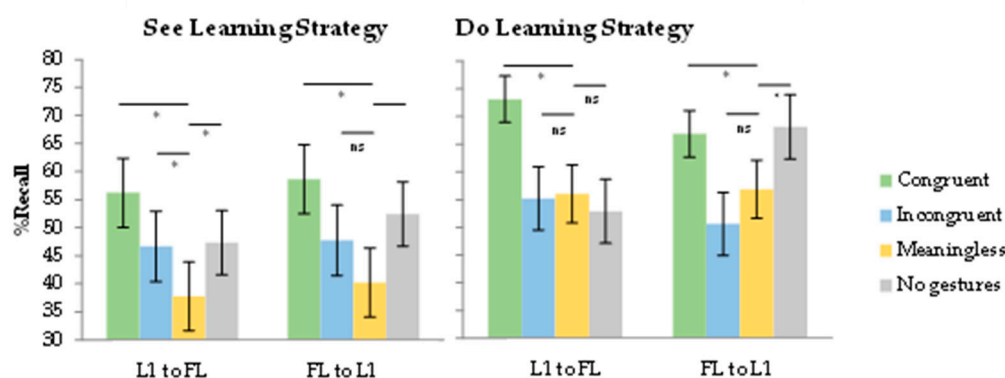 See Learning Strategy
Do Learning Strategy
%Recall
80
75
70
65
60
55
50
45
40
35
30
*
*
*
*
ns
*
ns
ns
*
ns
L1 to FL
FL to L1
L1 to FL
FL to L1
Congruent
Incongruent
Meaningless
No gestures